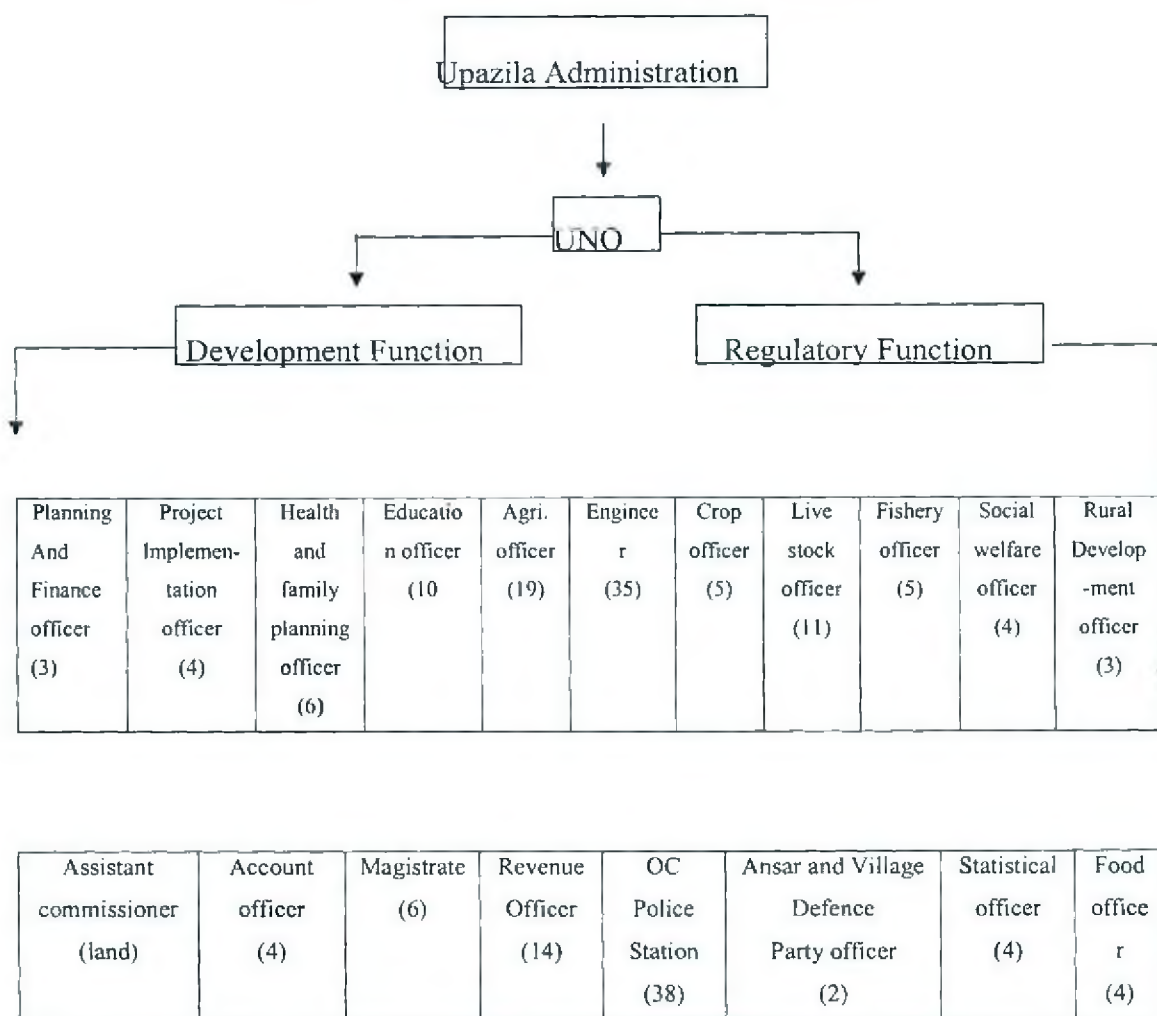 Upazila Administration
UNO
Development Function
Regulatory Function
Planning
And
Finance
officer
(3)
Project
Implemen-
tation
officer
(4)
Health
and
family
planning
officer
(6)
Educatio
n officer
(10
Agri.
officer
(19)
Enginee
r
(35)
Crop
officer
(5)
Live
stock
officer
(11)
Fishery
officer
(5)
Social
welfare
officer
(4)
Rural
Develop
-ment
officer
(3)
Assistant
commissioner
(land)
Account
officer
(4)
Magistrate
(6)
Revenue
Officer
(14)
OC
Police
Station
(38)
Ansar and Village
Defence
Party officer
(2)
Statistical
officer
(4)
Food
office
r
(4)